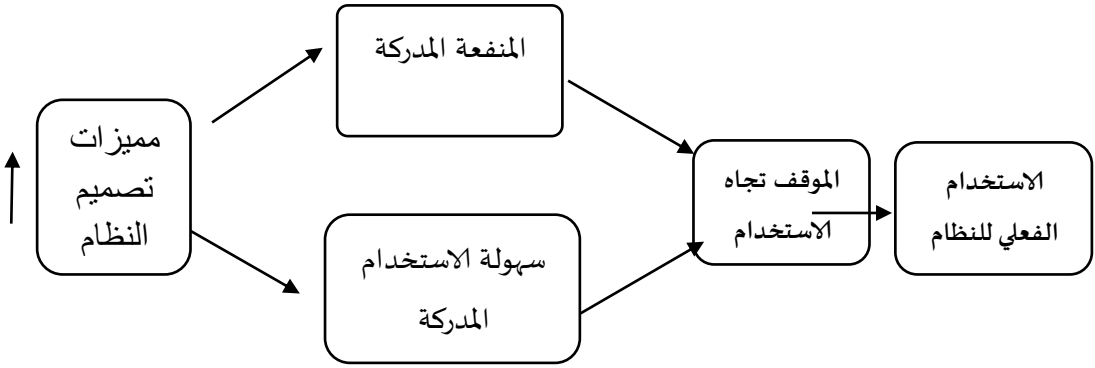 المنفعة المدركة
مميزات
تصميم
النظام
سهولة الاستخدام
المدركة
الموقف تجاه
الاستخدام
الاستخدام
الفعلي للنظام